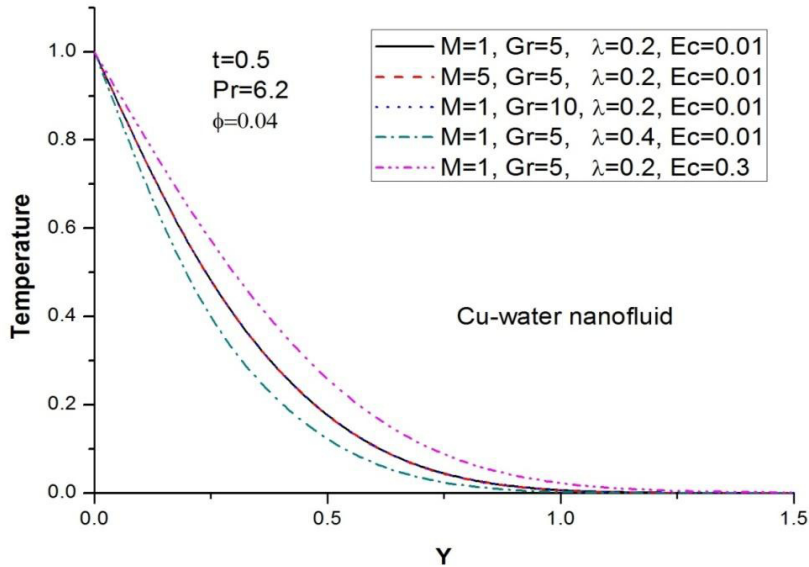 M=1, Gr=5, λ=0.2, Ec=0.01
M=5, Gr=5, λ=0.2, Ec=0.01
M=1, Gr=10, λ=0.2, Ec=0.01
M=1, Gr=5, λ=0.4, Ec=0.01
M=1, Gr=5, λ=0.2, Ec=0.3
t=0.5
Pr=6.2
ϕ=0.04
Cu-water nanofluid
Temperature
1.0
0.8
0.6
0.4
0.2
0.0
0.0 0.5 1.0 1.5
Y